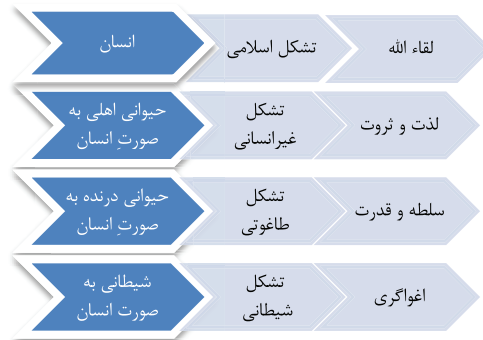 انسان
تشکل اسلامی
لقاء الله
حیوانی اهلی به
صورتِ انسان
تشکل
غیرانسانی
لذت و ثروت
حیوانی درنده به
صورتِ انسان
تشکل
طاغوتی
سلطه و قدرت
شیطانی به
صورت انسان
تشکل
شیطانی
اغواگری